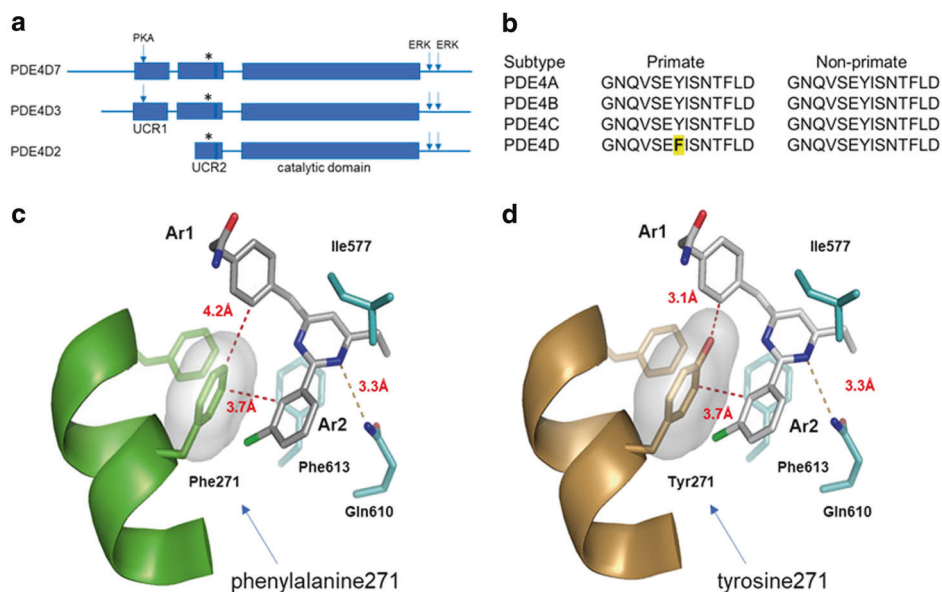 a
PKA
ERK ERK
*
PDE4D7
*
PDE4D3
UCR1
*
PDE4D2
UCR2 catalytic domain
b
Subtype Primate Non-primate
PDE4A GNQVSEYISNTFLD GNQVSEYISNTFLD
PDE4B GNQVSEYISNTFLD GNQVSEYISNTFLD
PDE4C GNQVSEYISNTFLD GNQVSEYISNTFLD
PDE4D GNQVSEFISNTFLD GNQVSEYISNTFLD
c
Ar1
Ile577
4.2Å
3.7Å
3.3Å
Ar2
Phe271
Phe613
Gln610
phenylalanine271
d
Ar1
Ile577
3.1Å
3.7Å
3.3Å
Ar2
Tyr271
Phe613
Gln610
tyrosine271